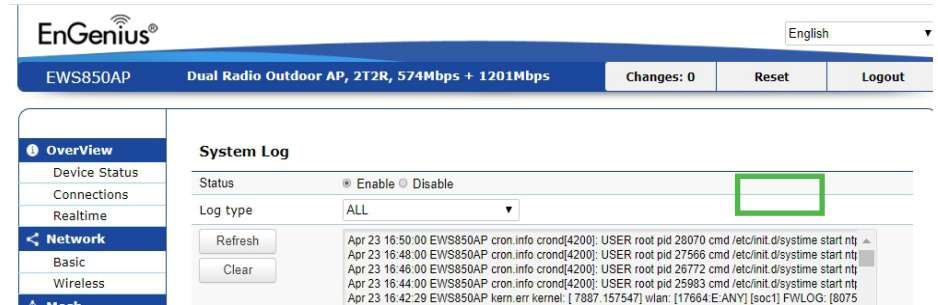 EnGenius®
English
EWS850AP Dual Radio Outdoor AP, 2T2R, 574Mbps + 1201Mbps Changes: 0 Reset Logout
OverView
Device Status
Connections
Realtime
Network
Basic
Wireless
System Log
Status Enable Disable
Log type ALL
Refresh
Clear
Apr 23 16:50:00 EWS850AP cron.info crond[4200]: USER root pid 28070 cmd /etc/init.d/systime start
Apr 23 16:48:00 EWS850AP cron.info crond[4200]: USER root pid 27566 cmd /etc/init.d/systime start
Apr 23 16:46:00 EWS850AP cron.info crond[4200]: USER root pid 26772 cmd /etc/init.d/systime start
Apr 23 16:44:00 EWS850AP cron.info crond[4200]: USER root pid 25983 cmd /etc/init.d/systime start
Apr 23 16:42:29 EWS850AP kern.err kernel: [ 7887.157547] wlan: [17664:E:ANY] [soc1] FWLOG: [8075